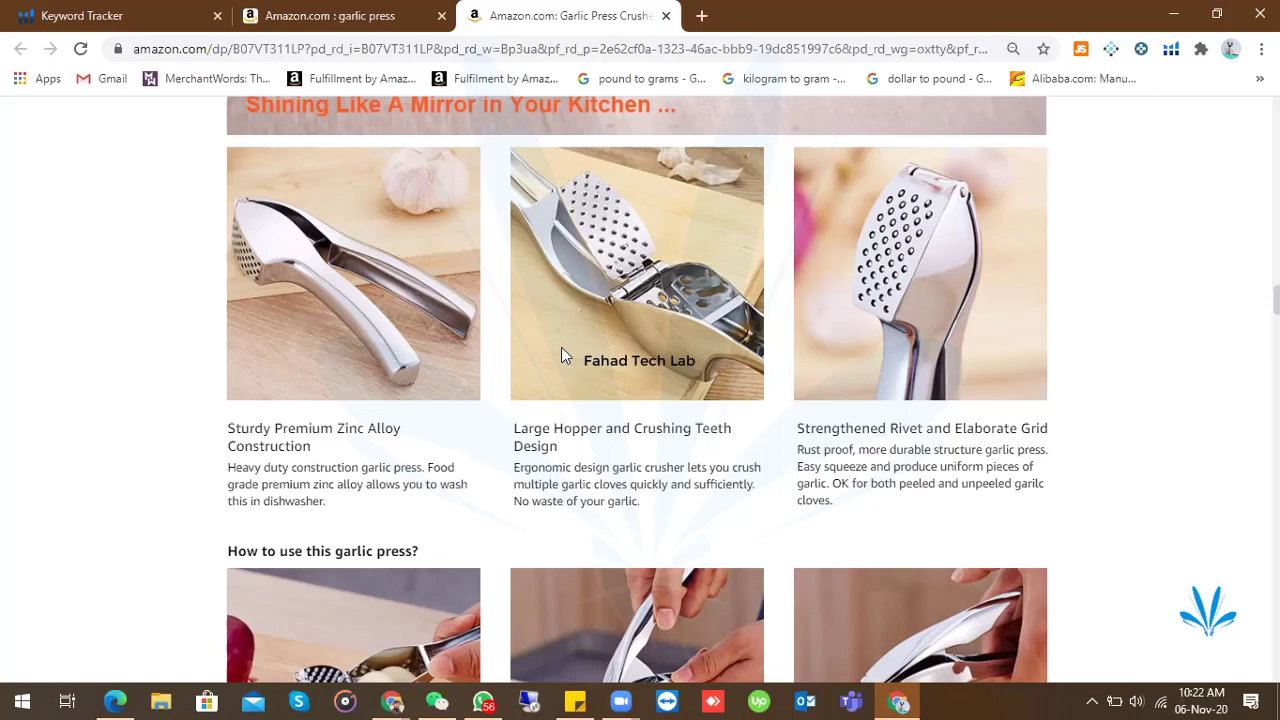 Keyword Tracker
Amazon.com : garlic press
Amazon.com: Garlic Press Crushe
amazon.com/dp/B07VT311LP?pd_rd_i=B07VT311LP&pd_rd_w=Bp3ua&pf_rd_p=2e62cf0a-1323-46ac-bbb9-19dc851997c6&pd_rd_wg=oxtty&pf_r...
Apps
Gmail
MerchantWords: Th...
Fulfillment by Amaz...
Fulfilment by Amaz...
pound to grams - G...
kilogram to gram -...
dollar to pound - G...
Alibaba.com: Manu...
Shining Like A Mirror in Your Kitchen ...
Fahad Tech Lab
Sturdy Premium Zinc Alloy
Construction
Heavy duty construction garlic press. Food
grade premium zinc alloy allows you to wash
this in dishwasher.
Large Hopper and Crushing Teeth
Design
Ergonomic design garlic crusher lets you crush
multiple garlic cloves quickly and sufficiently.
No waste of your garlic.
Strengthened Rivet and Elaborate Grid
Rust proof, more durable structure garlic press.
Easy squeeze and produce uniform pieces of
garlic. OK for both peeled and unpeeled garilc
cloves.
How to use this garlic press?
56
10:22 AM
06-Nov-20